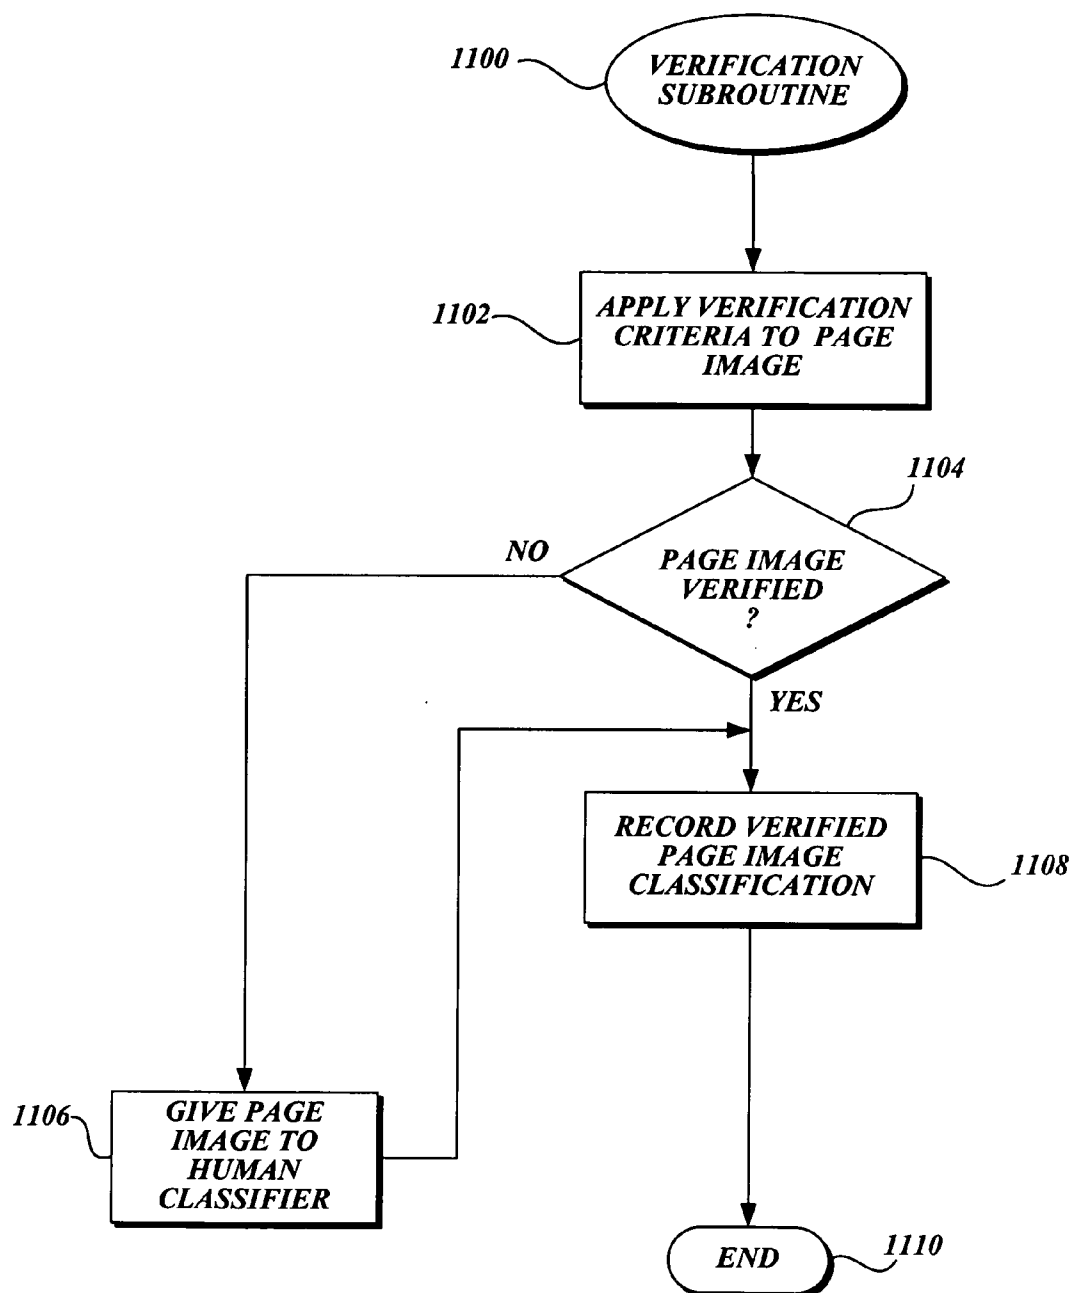 1100
VERIFICATION
SUBROUTINE
1102
APPLY VERIFICATION
CRITERIA TO PAGE
IMAGE
1104
NO
PAGE IMAGE
VERIFIED
?
YES
RECORD VERIFIED
PAGE IMAGE
CLASSIFICATION
1108
1106
GIVE PAGE
IMAGE TO
HUMAN
CLASSIFIER
END
1110